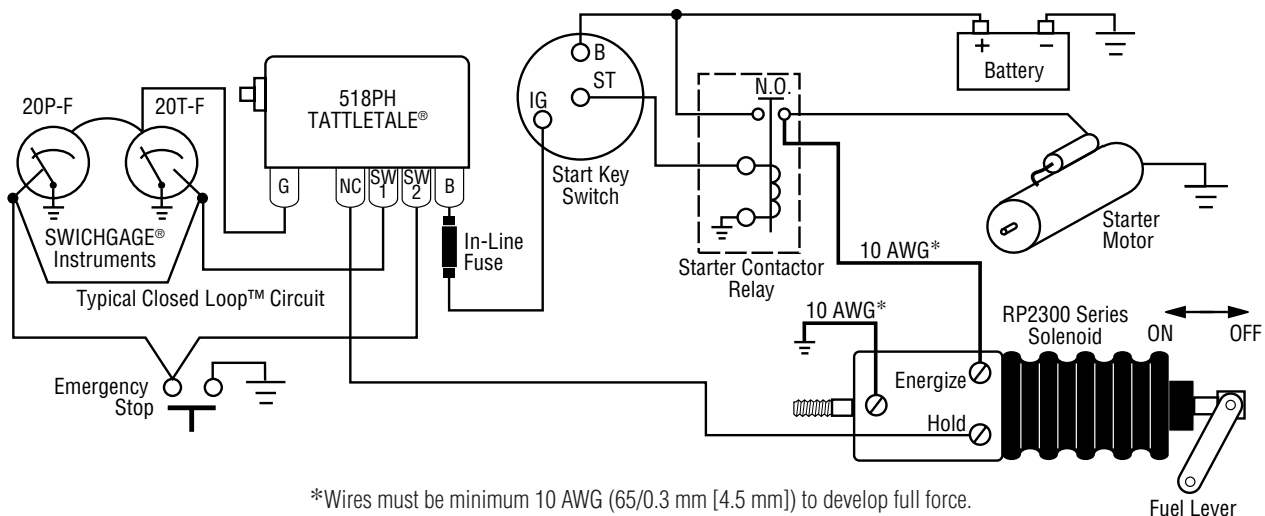 20P-F
20T-F
518PH
TATTLETALE®
G
NC
SW
1
SW
2
B
SWICHGAGE®
Instruments
Typical Closed Loop™ Circuit
In-Line
Fuse
Emergency
Stop
B
ST
IG
Start Key
Switch
N.O.
Starter Contactor
Relay
+
−
Battery
Starter
Motor
10 AWG*
10 AWG*
RP2300 Series
Solenoid
ON
OFF
Energize
Hold
Fuel Lever
*Wires must be minimum 10 AWG (65/0.3 mm [4.5 mm]) to develop full force.